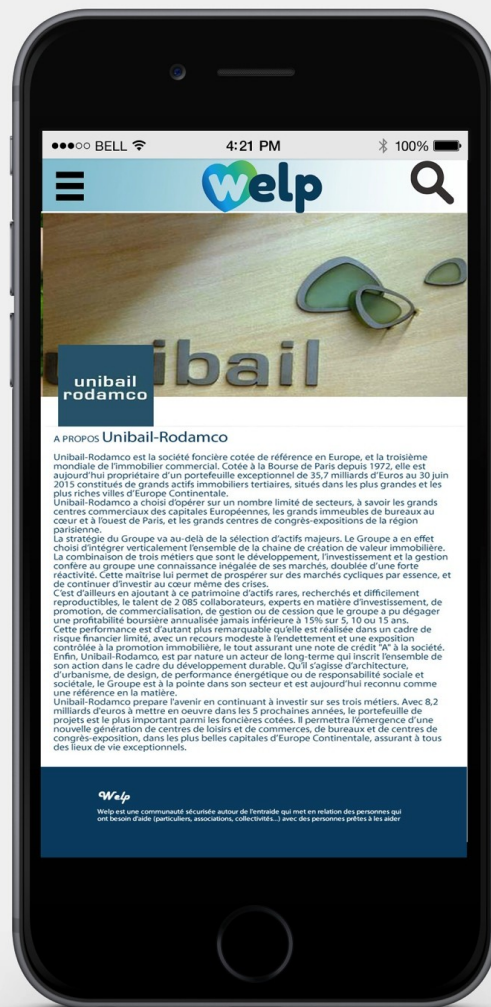 BELL 4:21 PM 100%
welp
unibail
unibail
rodamco
A PROPOS Unibail-Rodamco
Unibail-Rodamco est la société foncière cotée de référence en Europe, et la troisième
mondiale de l'immobilier commercial. Cotée à la Bourse de Paris depuis 1972, elle est
aujourd'hui propriétaire d'un portefeuille exceptionnel de 35,7 milliards d'Euros au 30 juin
2015 constitués de grands actifs immobiliers tertiaires, situés dans les plus grandes et les
plus riches villes d'Europe Continentale.
Unibail-Rodamco a choisi d'opérer sur un nombre limité de secteurs, à savoir les grands
centres commerciaux des capitales Européennes, les grands immeubles de bureaux au
cœur et à l'ouest de Paris, et les grands centres de congrès-expositions de la région
parisienne.
La stratégie du Groupe va au-delà de la sélection d'actifs majeurs. Le Groupe a en effet
choisi d'intégrer verticalement l'ensemble de la chaine de création de valeur immobilière.
La combinaison de trois métiers que sont le développement, l'investissement et la gestion
confère au groupe une connaissance inégalée de ses marchés, doublée d'une forte
réactivité. Cette maîtrise lui permet de prospérer sur des marchés cycliques par essence, et
de continuer d'investir au cœur même des crises.
C'est d'ailleurs en ajoutant à ce patrimoine d'actifs rares, recherchés et difficilement
reproductibles, le talent de 2 085 collaborateurs, experts en matière d'investissement, de
promotion, de commercialisation, de gestion ou de cession que le groupe a pu dégager
une profitabilité boursière annualisée jamais inférieure à 15% sur 5, 10 ou 15 ans.
Cette performance est d'autant plus remarquable qu'elle est réalisée dans un cadre de
risque financier limité, avec un recours modeste à l'endettement et une exposition
contrôlée à la promotion immobilière, le tout assurant une note de crédit "A" à la société.
Enfin, Unibail-Rodamco, est par nature un acteur de long-terme qui inscrit l'ensemble de
son action dans le cadre du développement durable. Qu'il s'agisse d'architecture,
d'urbanisme, de design, de performance énergétique ou de responsabilité sociale et
sociétale, le Groupe est à la pointe dans son secteur et est aujourd'hui reconnu comme
une référence en la matière.
Unibail-Rodamco prepare l'avenir en continuant à investir sur ses trois métiers. Avec 8,2
milliards d'euros à mettre en oeuvre dans les 5 prochaines années, le portefeuille de
projets est le plus important parmi les foncières cotées. Il permettra l'émergence d'une
nouvelle génération de centres de loisirs et de commerces, de bureaux et de centres de
congrès-exposition, dans les plus belles capitales d'Europe Continentale, assurant à tous
des lieux de vie exceptionnels.
Welp
Welp est une communauté sécurisée autour de l'entraide qui met en relation des personnes qui
ont besoin d'aide (particuliers, associations, collectivités...) avec des personnes prêtes à les aider